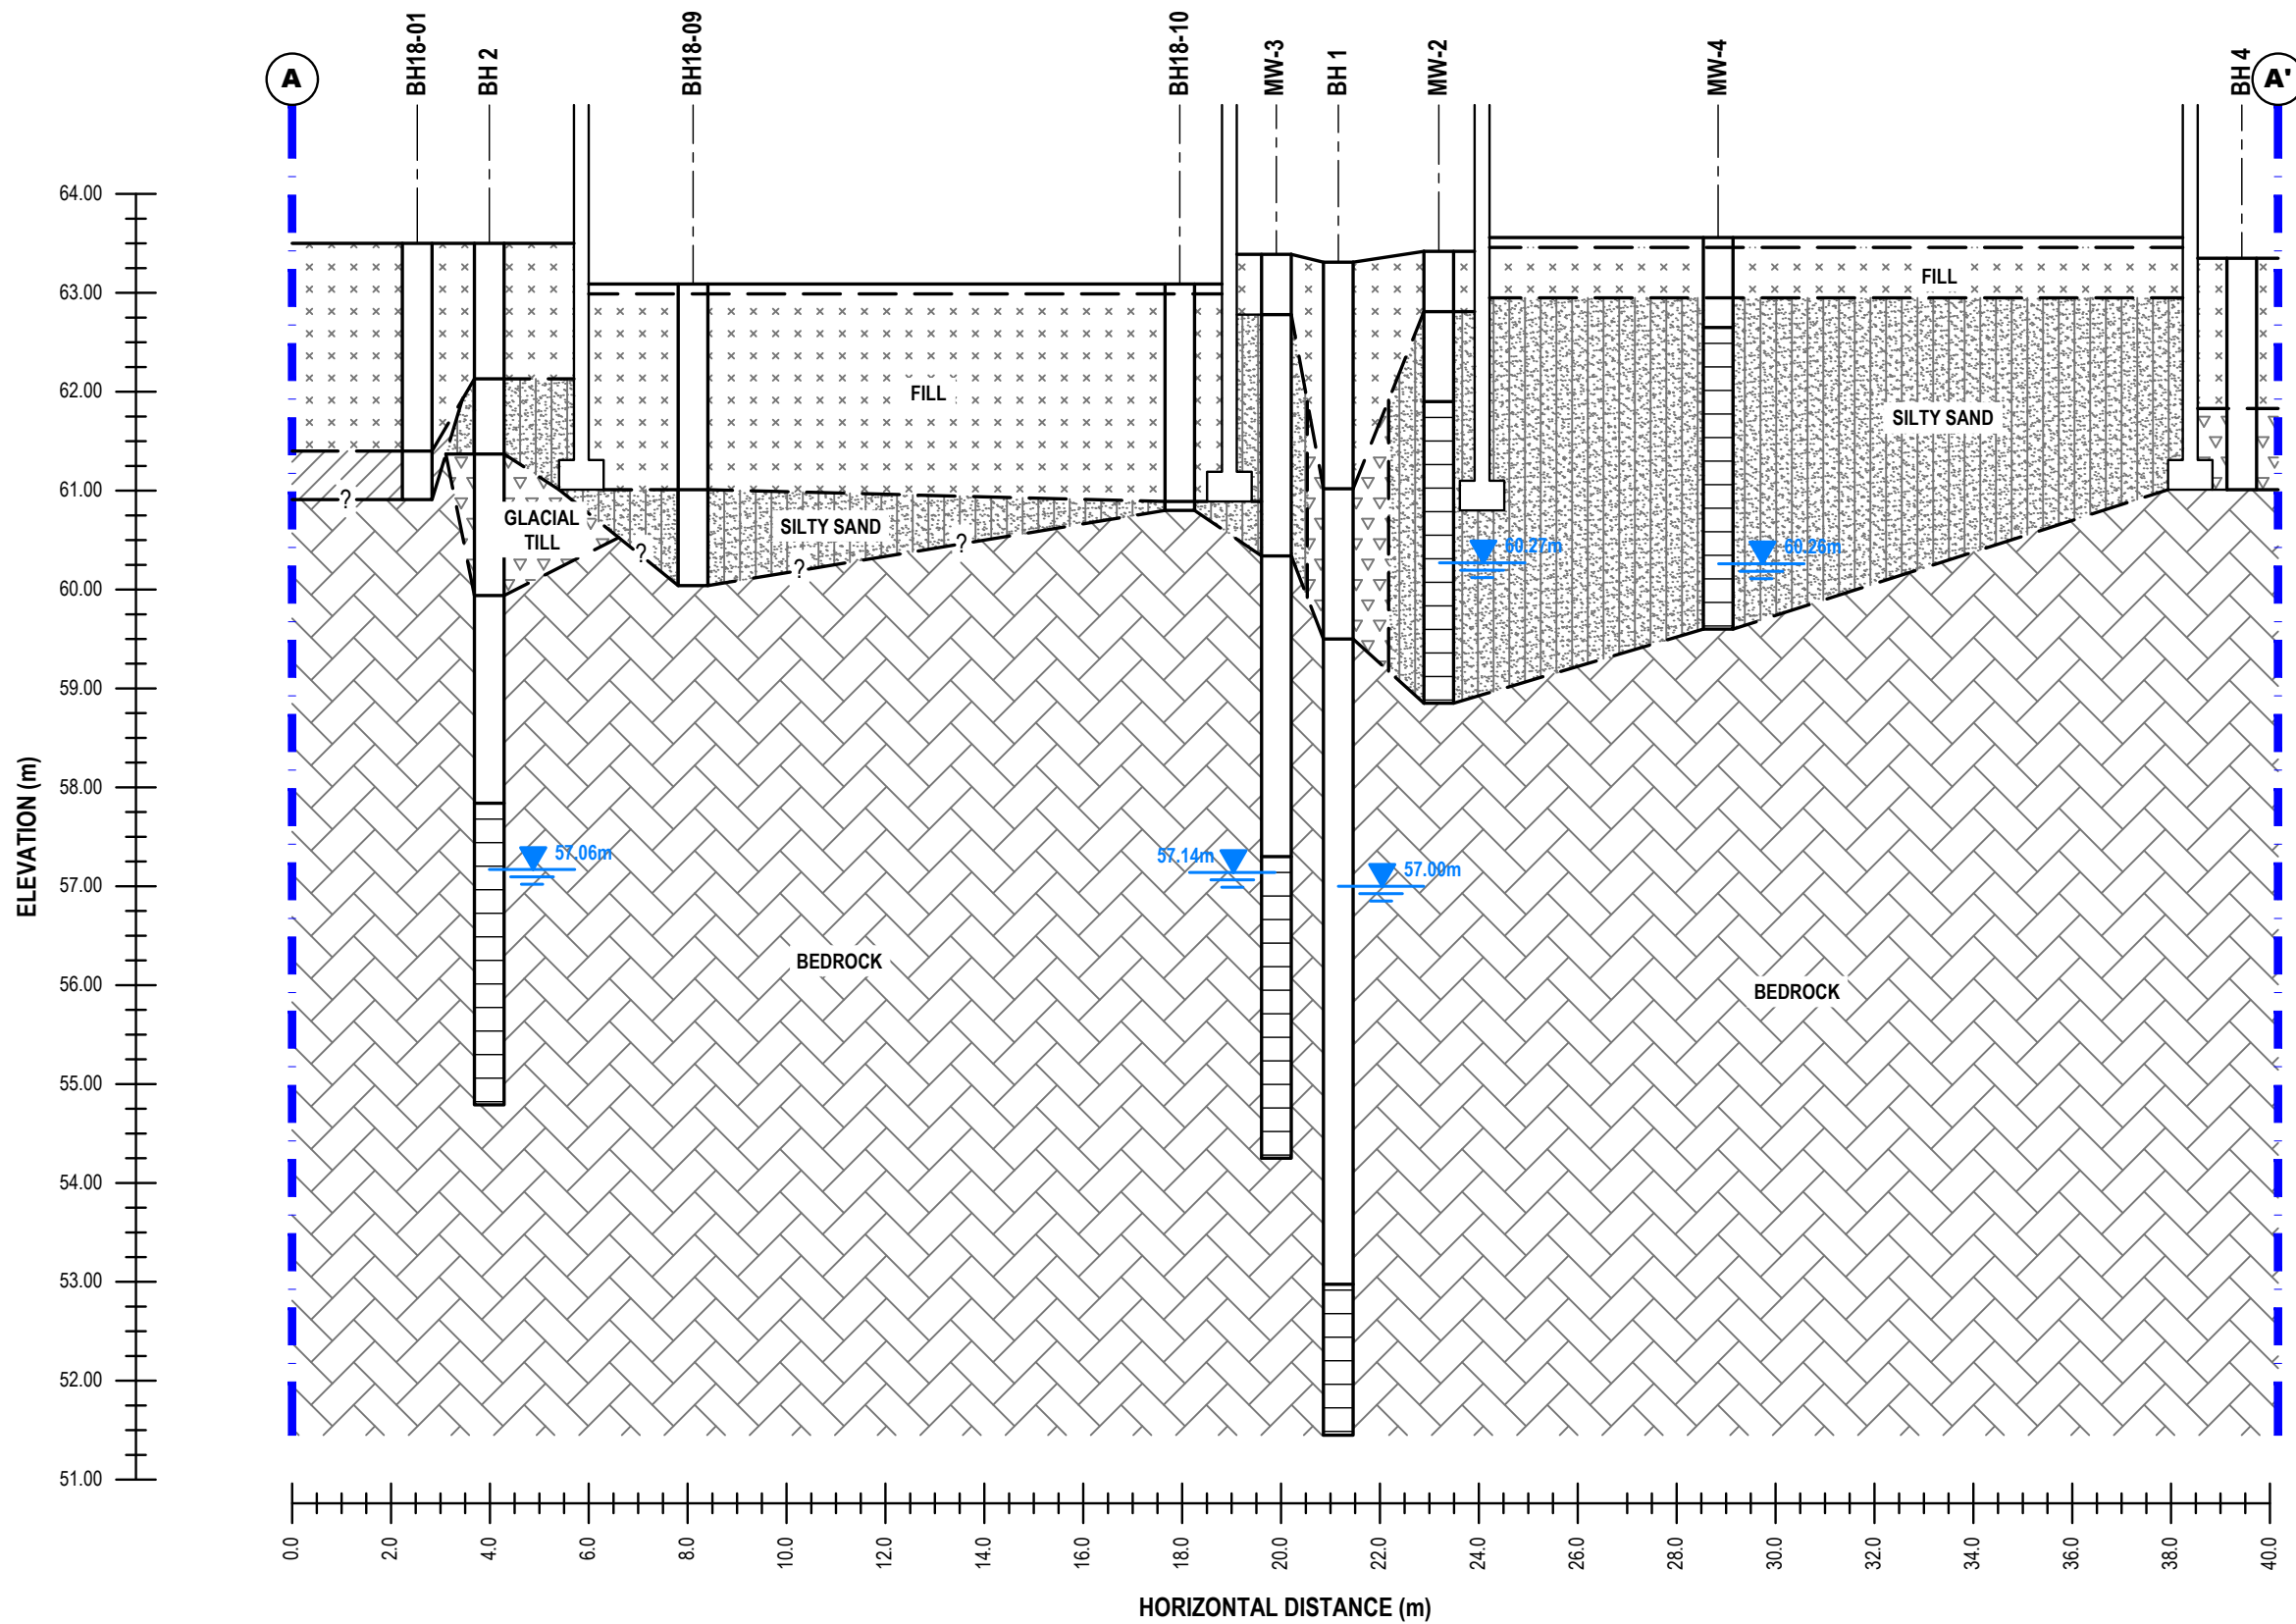 A
BH18-01
BH 2
BH18-09
BH18-10
MW-3
BH 1
MW-2
MW-4
BH 4
A'
64.00
63.00
62.00
61.00
60.00
59.00
58.00
57.00
56.00
55.00
54.00
53.00
52.00
51.00
ELEVATION (m)
FILL
FILL
SILTY SAND
GLACIAL
TILL
SILTY SAND
?
?
?
?
60.27m
60.26m
57.06m
57.14m
57.00m
BEDROCK
BEDROCK
0.0
2.0
4.0
6.0
8.0
10.0
12.0
14.0
16.0
18.0
20.0
22.0
24.0
26.0
28.0
30.0
32.0
34.0
36.0
38.0
40.0
HORIZONTAL DISTANCE (m)